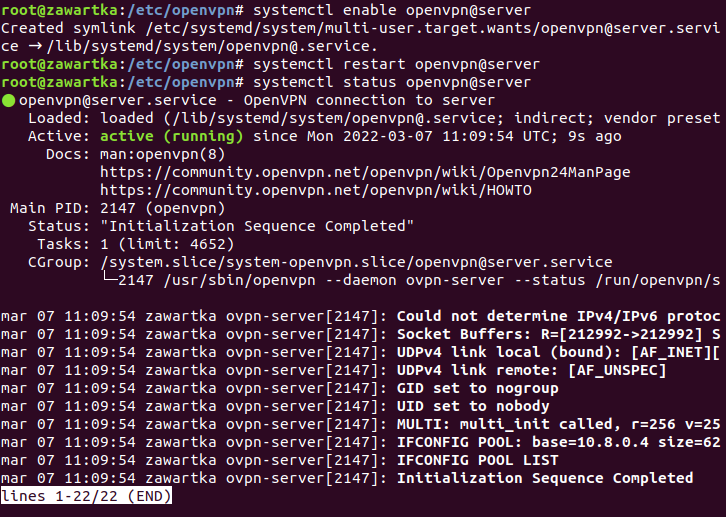 root@zawartka:/etc/openvpn# systemctl enable openvpn@server
Created symlink /etc/systemd/system/multi-user.target.wants/openvpn@server.servi
ce → /lib/systemd/system/openvpn@.service.
root@zawartka:/etc/openvpn# systemctl restart openvpn@server
root@zawartka:/etc/openvpn# systemctl status openvpn@server
● openvpn@server.service - OpenVPN connection to server
   Loaded: loaded (/lib/systemd/system/openvpn@.service; indirect; vendor preset
   Active: active (running) since Mon 2022-03-07 11:09:54 UTC; 9s ago
     Docs: man:openvpn(8)
           https://community.openvpn.net/openvpn/wiki/Openvpn24ManPage
           https://community.openvpn.net/openvpn/wiki/HOWTO
 Main PID: 2147 (openvpn)
   Status: "Initialization Sequence Completed"
    Tasks: 1 (limit: 4652)
   CGroup: /system.slice/system-openvpn.slice/openvpn@server.service
           └─2147 /usr/sbin/openvpn --daemon ovpn-server --status /run/openvpn/s
mar 07 11:09:54 zawartka ovpn-server[2147]: Could not determine IPv4/IPv6 protoc
mar 07 11:09:54 zawartka ovpn-server[2147]: Socket Buffers: R=[212992->212992] S
mar 07 11:09:54 zawartka ovpn-server[2147]: UDPv4 link local (bound): [AF_INET][
mar 07 11:09:54 zawartka ovpn-server[2147]: UDPv4 link remote: [AF_UNSPEC]
mar 07 11:09:54 zawartka ovpn-server[2147]: GID set to nogroup
mar 07 11:09:54 zawartka ovpn-server[2147]: UID set to nobody
mar 07 11:09:54 zawartka ovpn-server[2147]: MULTI: multi_init called, r=256 v=25
mar 07 11:09:54 zawartka ovpn-server[2147]: IFCONFIG POOL: base=10.8.0.4 size=62
mar 07 11:09:54 zawartka ovpn-server[2147]: IFCONFIG POOL LIST
mar 07 11:09:54 zawartka ovpn-server[2147]: Initialization Sequence Completed
lines 1-22/22 (END)